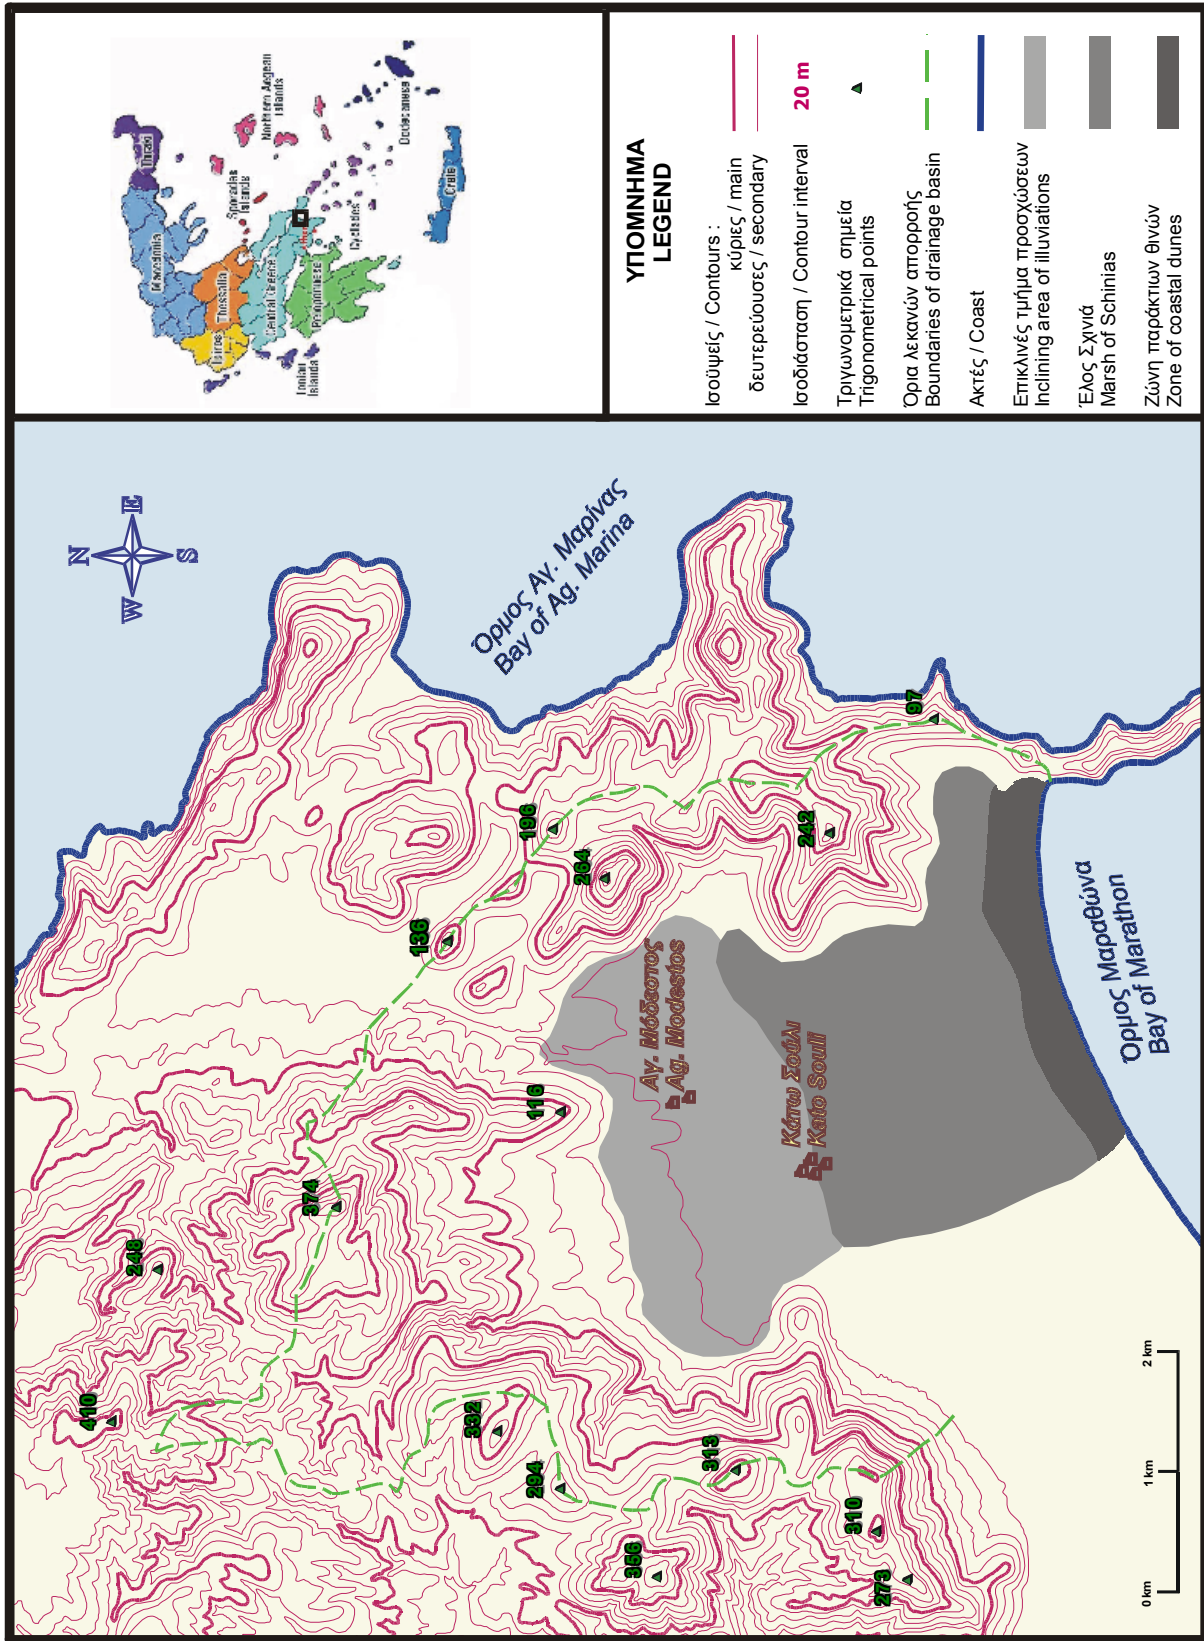 Macedonia
Thraki
Thessalia
Sporades
Islands
Northern Aegean
Islands
Central Greece
Peloponnese
Ionian
Islands
Cyclades
Dodecanese
Crete
ΥΠΟΜΝΗΜΑ
LEGEND
Ισοϋψείς / Contours :
κύριες / main
δευτερεύουσες / secondary
Ισοδιάσταση / Contour interval
20 m
Τριγωνομετρικά σημεία
Trigonometrical points
Όρια λεκανών απορροής
Boundaries of drainage basin
Ακτές / Coast
Επικλινές τμήμα προσχώσεων
Inclining area of illuviations
Έλος Σχινιά
Marsh of Schinias
Ζώνη παράκτιων θινών
Zone of coastal dunes
N
W
E
S
Όρμος Αγ. Μαρίνας
Bay of Ag. Marina
410
248
374
136
196
264
116
332
294
356
313
310
273
242
97
Αγ. Μόδεστος
Ag. Modestos
Κάτω Σούλι
Kato Souli
Όρμος Μαραθώνα
Bay of Marathon
0 km
1 km
2 km